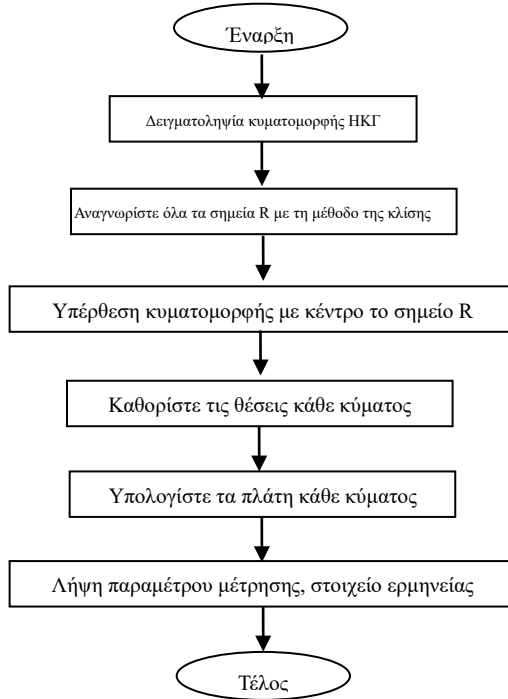 Έναρξη
Δειγματοληψία κυματομορφής ΗΚΓ
Αναγνωρίστε όλα τα σημεία R με τη μέθοδο της κλίσης
Υπέρθεση κυματομορφής με κέντρο το σημείο R
Καθορίστε τις θέσεις κάθε κύματος
Υπολογίστε τα πλάτη κάθε κύματος
Λήψη παραμέτρου μέτρησης, στοιχείο ερμηνείας
Τέλος